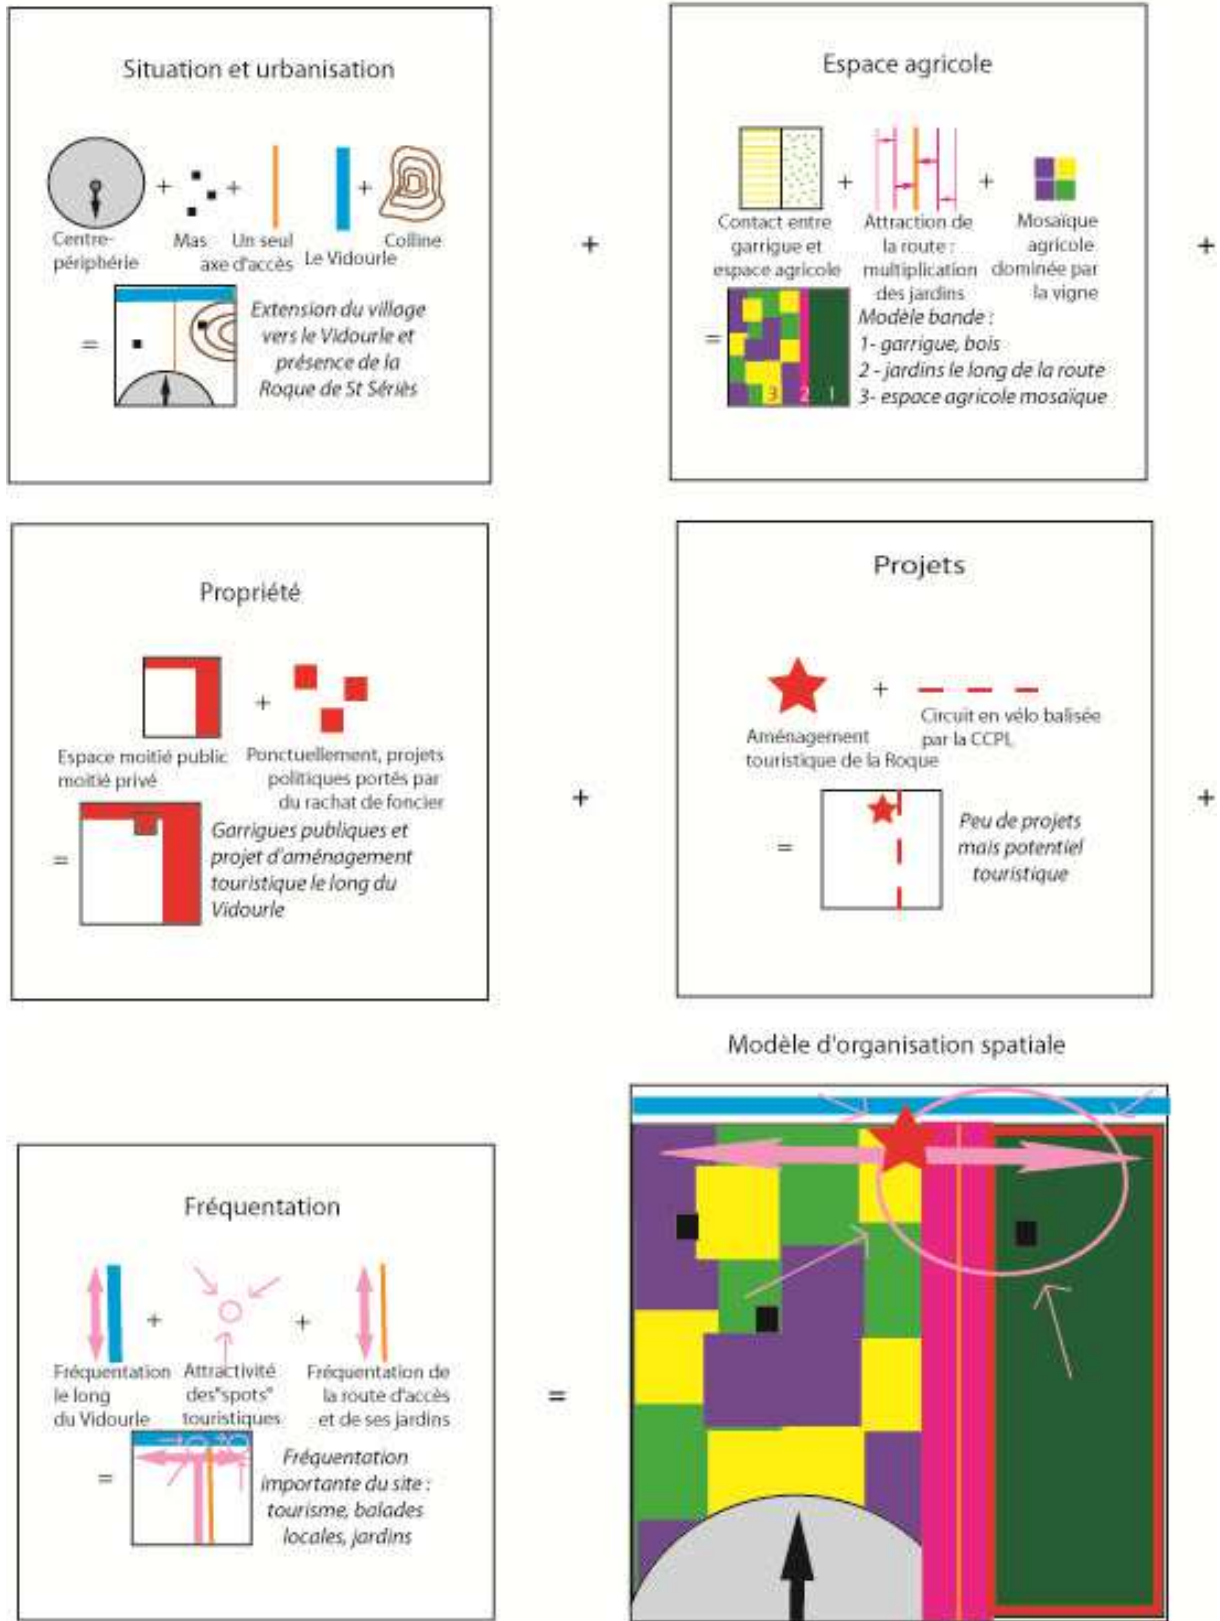 Situation et urbanisation
+
+
+
Centre-
périphérie
Mas
Un seul
axe d'accès
Le Vidourle
Colline
=
Extension du village
vers le Vidourle et
présence de la
Roque de St Sériès
+
Espace agricole
+
+
Contact entre
garrigue et
espace agricole
Attraction de
la route :
multiplication
des jardins
Mosaïque
agricole
dominée par
la vigne
=
3 2 1
Modèle bande :
1- garrigue, bois
2 - jardins le long de la route
3- espace agricole mosaïque
+
Propriété
+
Espace moitié public
moitié privé
Ponctuellement, projets
politiques portés par
du rachat de foncier
=
Garrigues publiques et
projet d'aménagement
touristique le long du
Vidourle
+
Projets
+
Aménagement
touristique de la Roque
Circuit en vélo balisée
par la CCPL
=
Peu de projets
mais potentiel
touristique
+
Fréquentation
+
+
Fréquentation
le long
du Vidourle
Attractivité
des"spots"
touristiques
Fréquentation de
la route d'accès
et de ses jardins
=
Fréquentation
importante du site :
tourisme, balades
locales, jardins
=
Modèle d'organisation spatiale